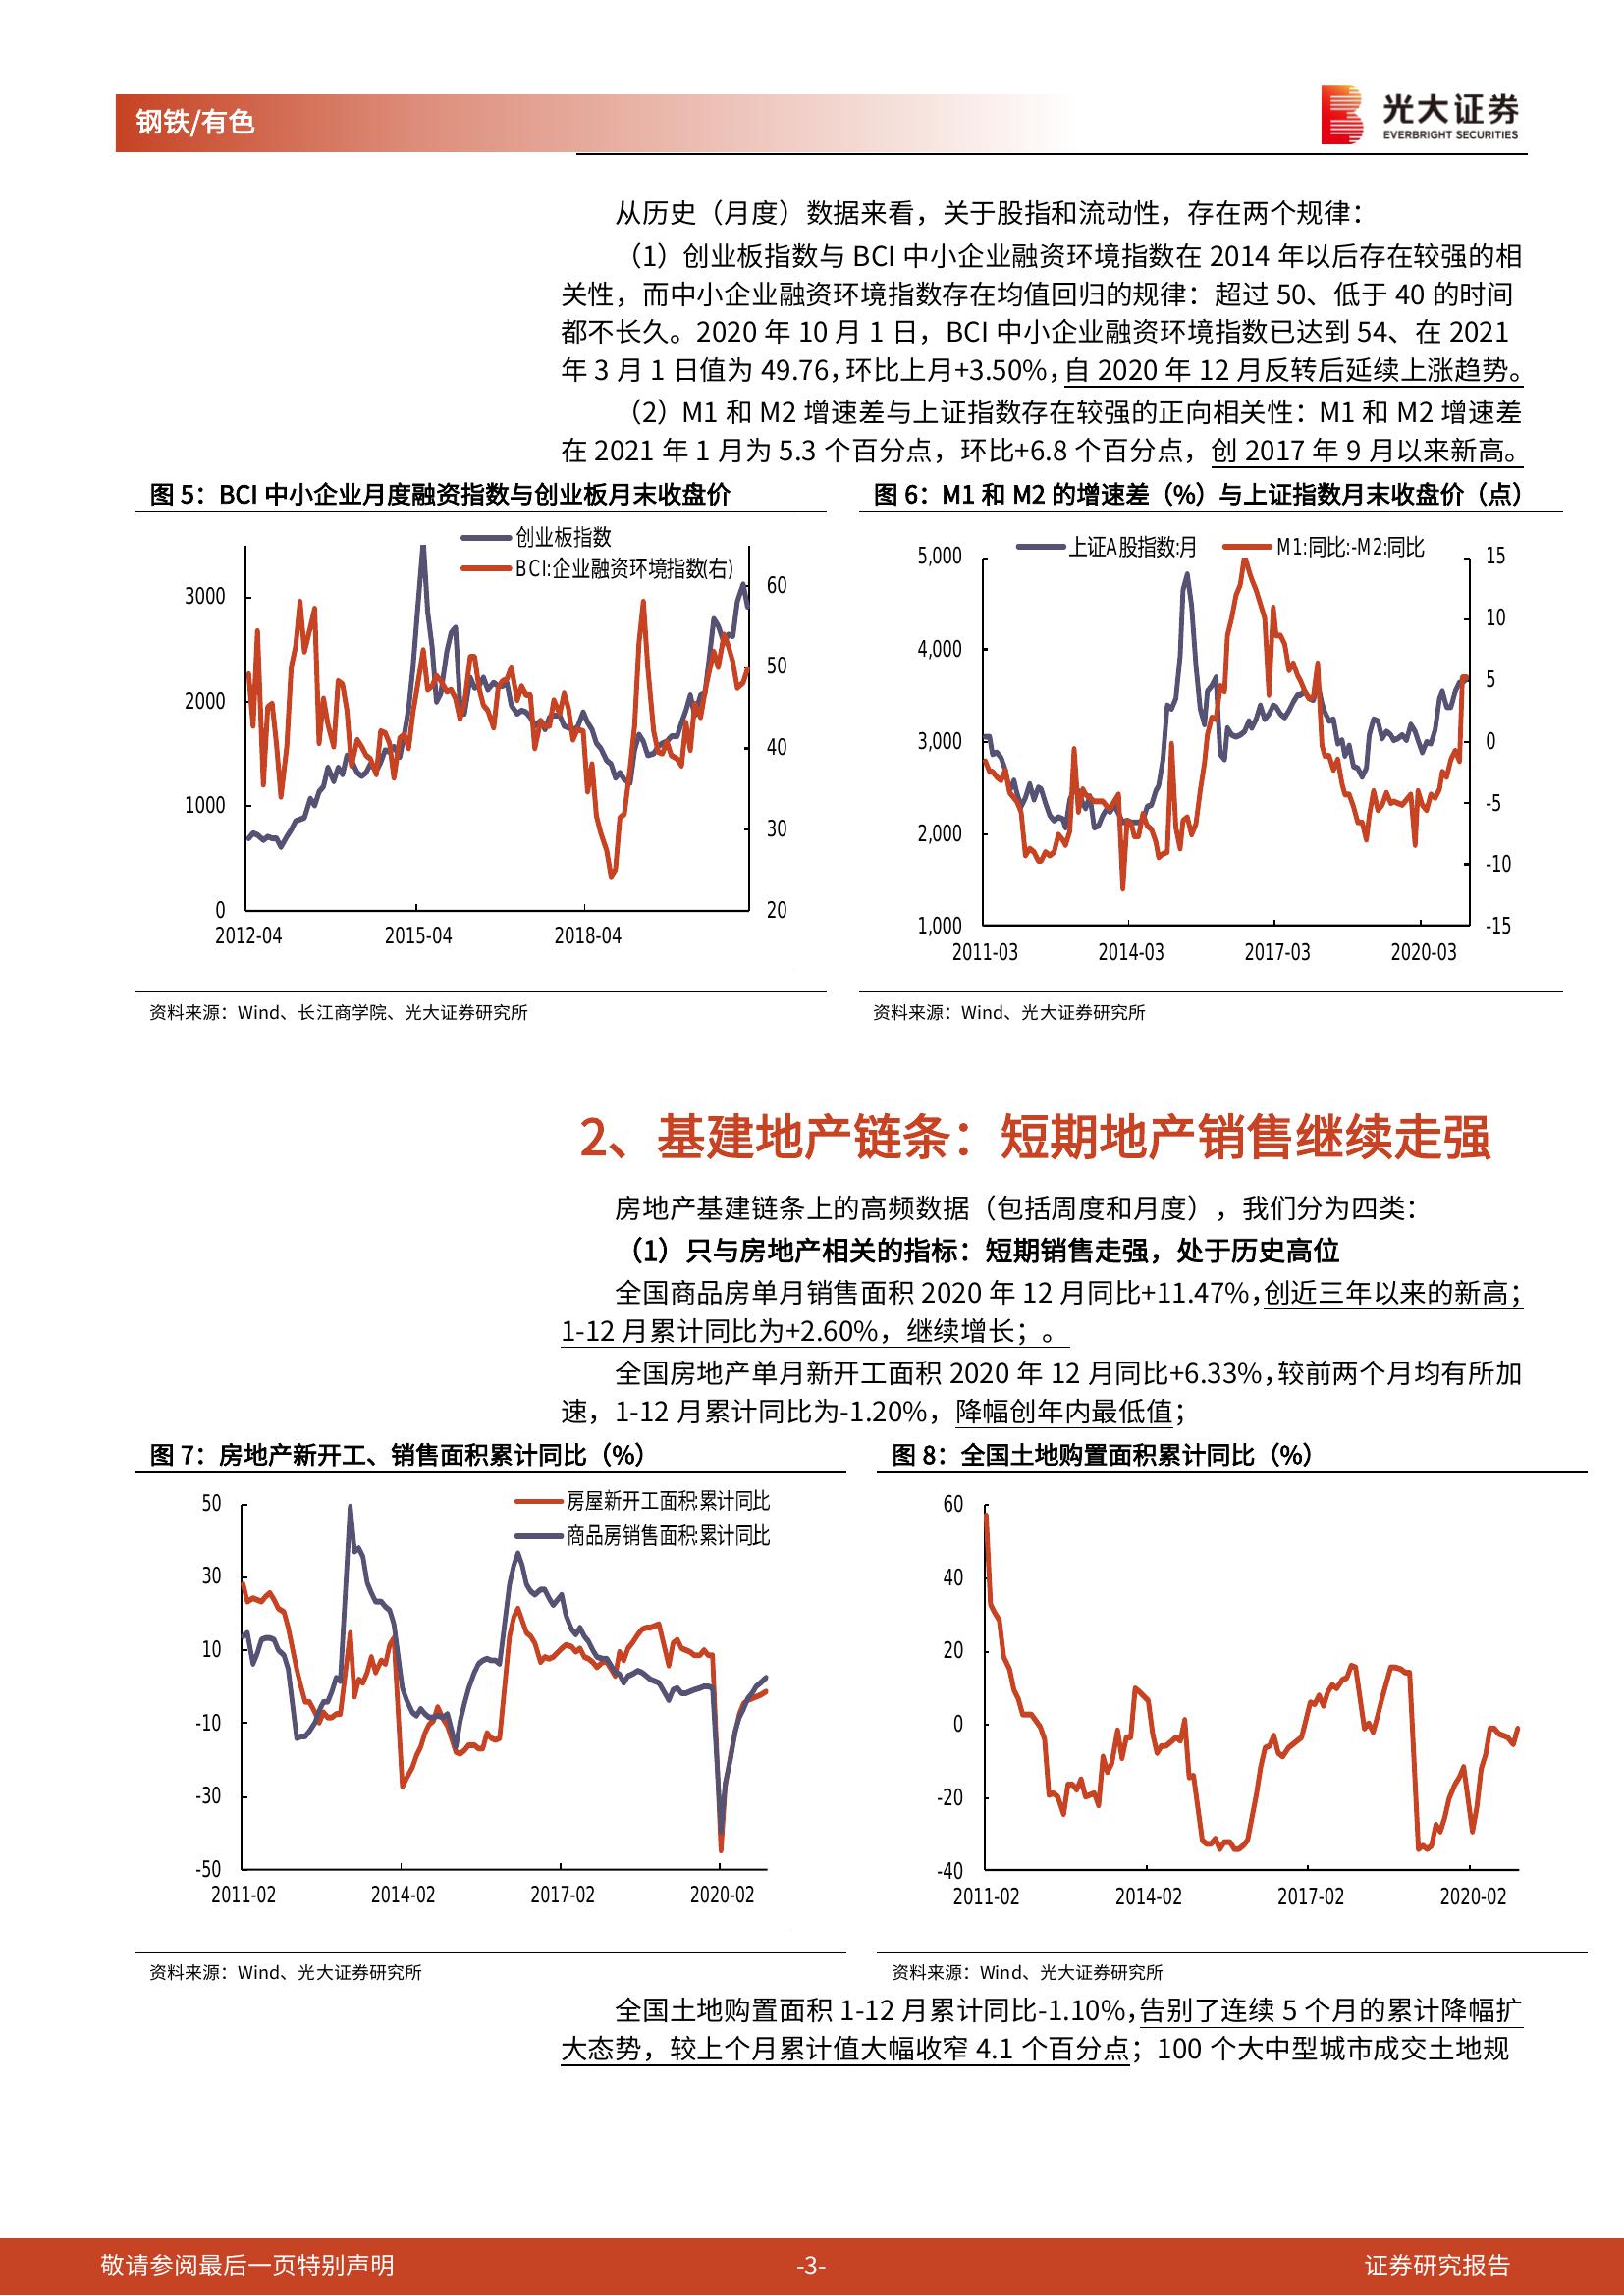 钢铁/有色
光大证券
EVERBRIGHT SECURITIES
从历史（月度）数据来看，关于股指和流动性，存在两个规律：
（1）创业板指数与 BCI 中小企业融资环境指数在 2014 年以后存在较强的相
关性，而中小企业融资环境指数存在均值回归的规律：超过 50、低于 40 的时间
都不长久。2020 年 10 月 1 日，BCI 中小企业融资环境指数已达到 54、在 2021
年 3 月 1 日值为 49.76，环比上月+3.50%，自 2020 年 12 月反转后延续上涨趋势。
（2）M1 和 M2 增速差与上证指数存在较强的正向相关性：M1 和 M2 增速差
在 2021 年 1 月为 5.3 个百分点，环比+6.8 个百分点，创 2017 年 9 月以来新高。
图 5：BCI 中小企业月度融资指数与创业板月末收盘价
创业板指数
BCI:企业融资环境指数(右)
3000
2000
1000
0
60
50
40
30
20
2012-04 2015-04 2018-04
资料来源：Wind、长江商学院、光大证券研究所
图 6：M1 和 M2 的增速差（%）与上证指数月末收盘价（点）
上证A股指数:月 M1:同比:-M2:同比
5,000
4,000
3,000
2,000
1,000
15
10
5
0
-5
-10
-15
2011-03 2014-03 2017-03 2020-03
资料来源：Wind、光大证券研究所
2、基建地产链条：短期地产销售继续走强
房地产基建链条上的高频数据（包括周度和月度），我们分为四类：
（1）只与房地产相关的指标：短期销售走强，处于历史高位
全国商品房单月销售面积 2020 年 12 月同比+11.47%，创近三年以来的新高；
1-12 月累计同比为+2.60%，继续增长；。
全国房地产单月新开工面积 2020 年 12 月同比+6.33%，较前两个月均有所加
速，1-12 月累计同比为-1.20%，降幅创年内最低值；
图 7：房地产新开工、销售面积累计同比（%）
房屋新开工面积:累计同比
商品房销售面积:累计同比
50
30
10
-10
-30
-50
2011-02 2014-02 2017-02 2020-02
资料来源：Wind、光大证券研究所
图 8：全国土地购置面积累计同比（%）
60
40
20
0
-20
-40
2011-02 2014-02 2017-02 2020-02
资料来源：Wind、光大证券研究所
全国土地购置面积 1-12 月累计同比-1.10%，告别了连续 5 个月的累计降幅扩
大态势，较上个月累计值大幅收窄 4.1 个百分点；100 个大中型城市成交土地规
敬请参阅最后一页特别声明
-3-
证券研究报告